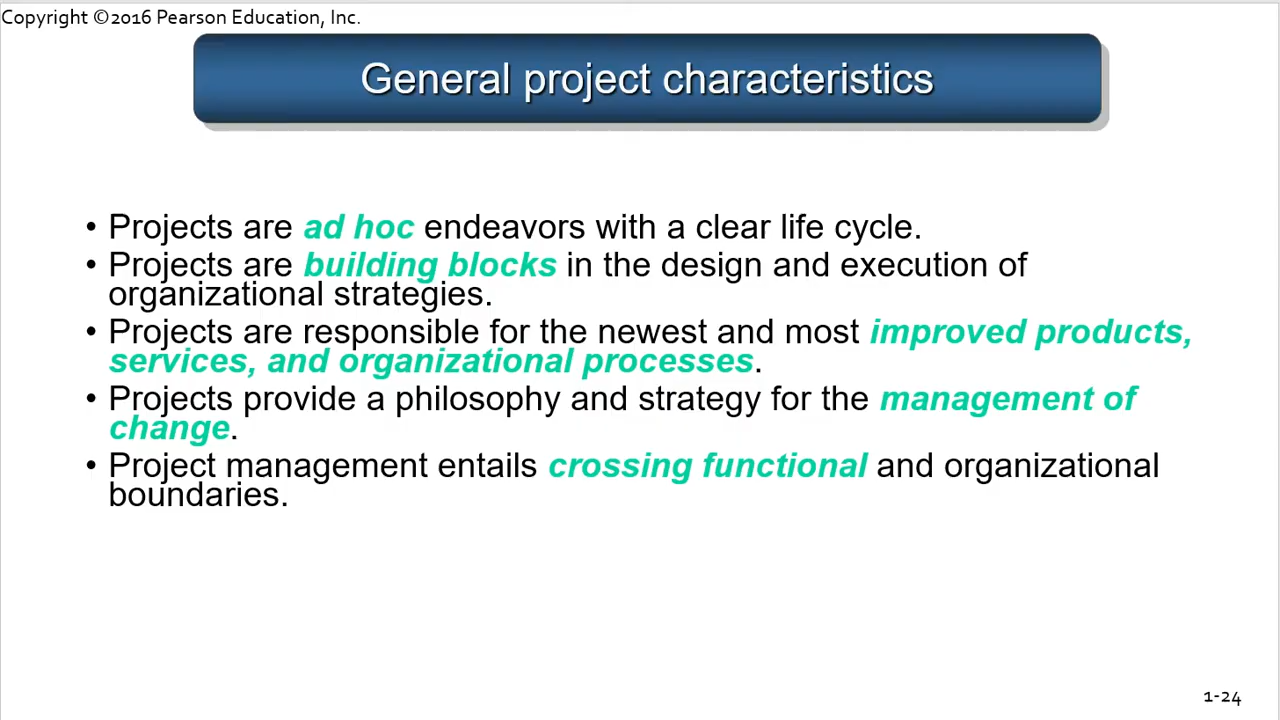 Copyright ©2016 Pearson Education, Inc.
General project characteristics
• Projects are ad hoc endeavors with a clear life cycle.
• Projects are building blocks in the design and execution of
organizational strategies.
• Projects are responsible for the newest and most improved products,
services, and organizational processes.
• Projects provide a philosophy and strategy for the management of
change.
• Project management entails crossing functional and organizational
boundaries.
1-24